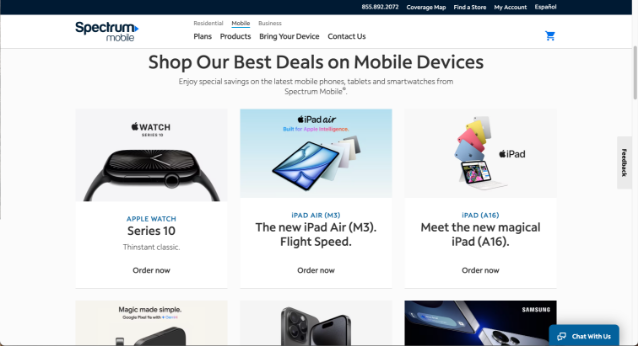 855.892.2072 Coverage Map Find a Store My Account Español
Spectrum
mobile
Residential Mobile Business
Plans Products Bring Your Device Contact Us
Shop Our Best Deals on Mobile Devices
Enjoy special savings on the latest mobile phones, tablets and smartwatches from
Spectrum Mobile®.
WATCH
SERIES 10
APPLE WATCH
Series 10
Thinstant classic.
Order now
iPad air
Built for Apple Intelligence
IPAD AIR (M3)
The new iPad Air (M3).
Flight Speed.
Order now
iPad
IPAD (A16)
Meet the new magical
iPad (A16).
Order now
Feedback
Magic made simple.
Google Pixel 9a with
SAMSUNG
Chat With Us